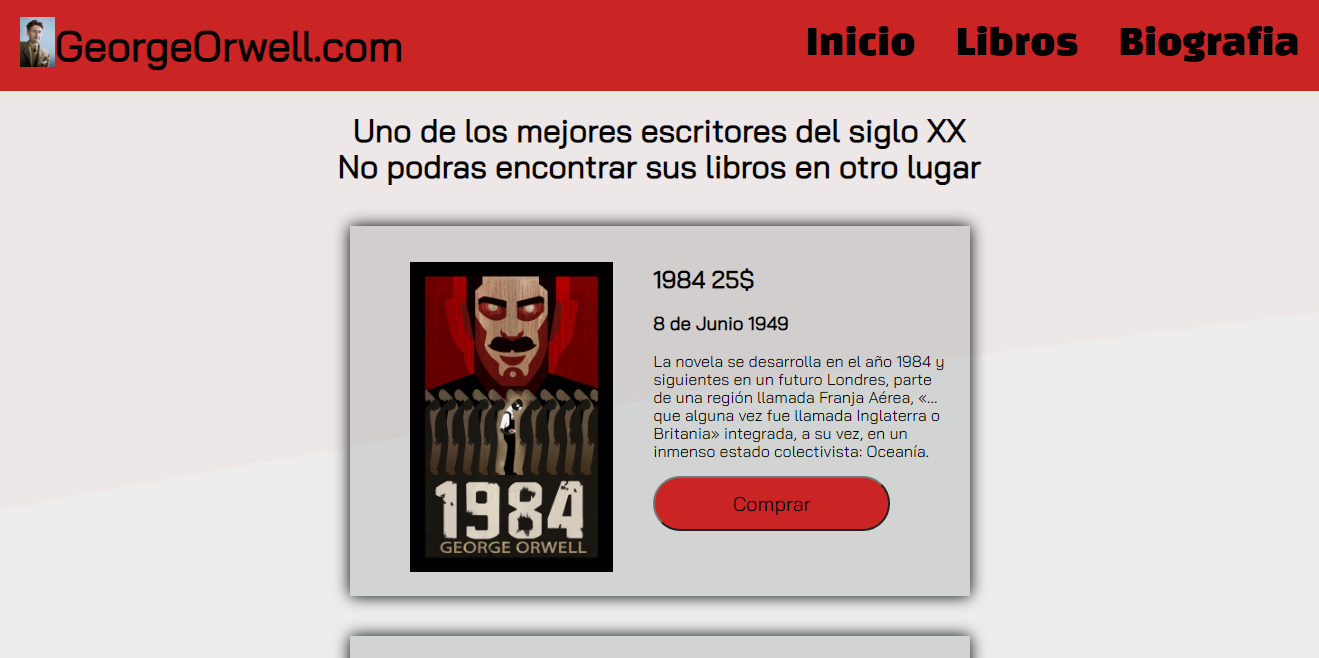 GeorgeOrwell.com
Inicio Libros Biografia
Uno de los mejores escritores del siglo XX
No podras encontrar sus libros en otro lugar
1984
GEORGE ORWELL
1984 25$
8 de Junio 1949
La novela se desarrolla en el año 1984 y
siguientes en un futuro Londres, parte
de una región llamada Franja Aérea, «...
que alguna vez fue llamada Inglaterra o
Britania» integrada, a su vez, en un
inmenso estado colectivista: Oceanía.
Comprar